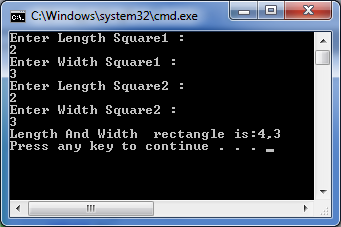 C:\Windows\system32\cmd.exe
Enter Length Square1 :
2
Enter Width Square1 :
3
Enter Length Square2 :
2
Enter Width Square2 :
3
Length And Width  rectangle is:4,3
Press any key to continue . . . _